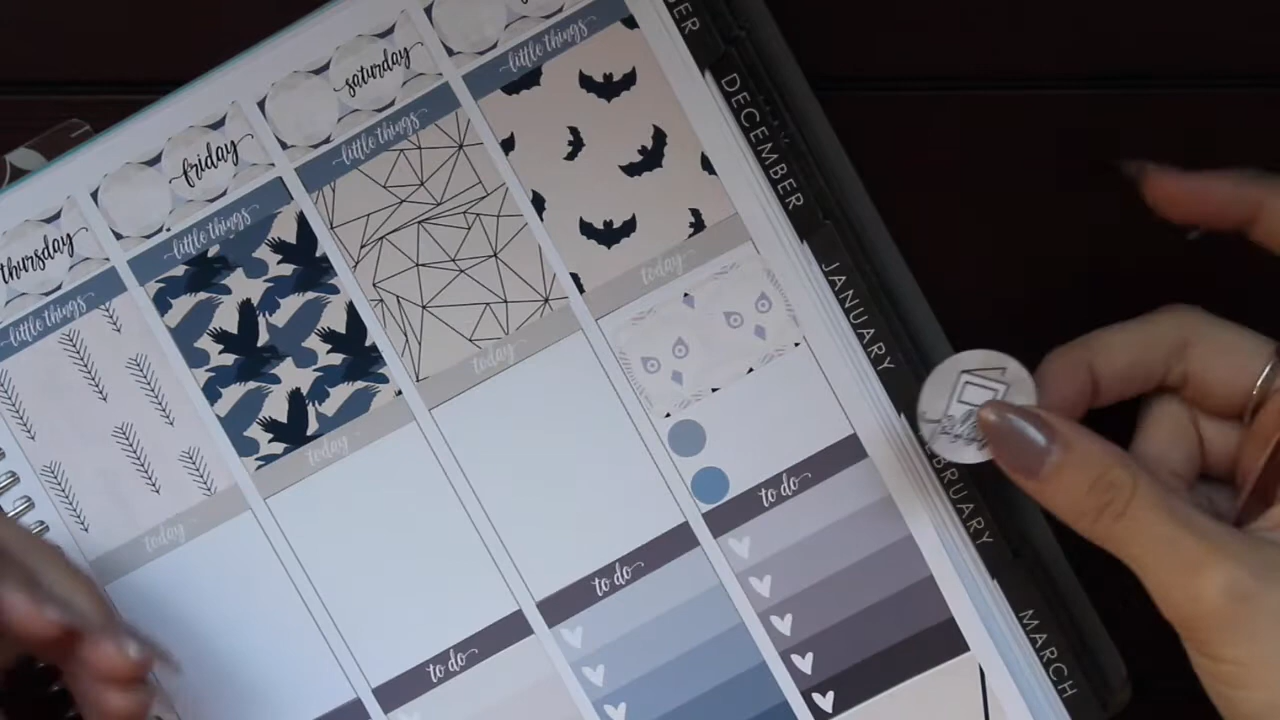 thursday
friday
saturday
little things
little things
little things
little things
today
today
today
today
to do
to do
to do
DECEMBER
JANUARY
FEBRUARY
MARCH